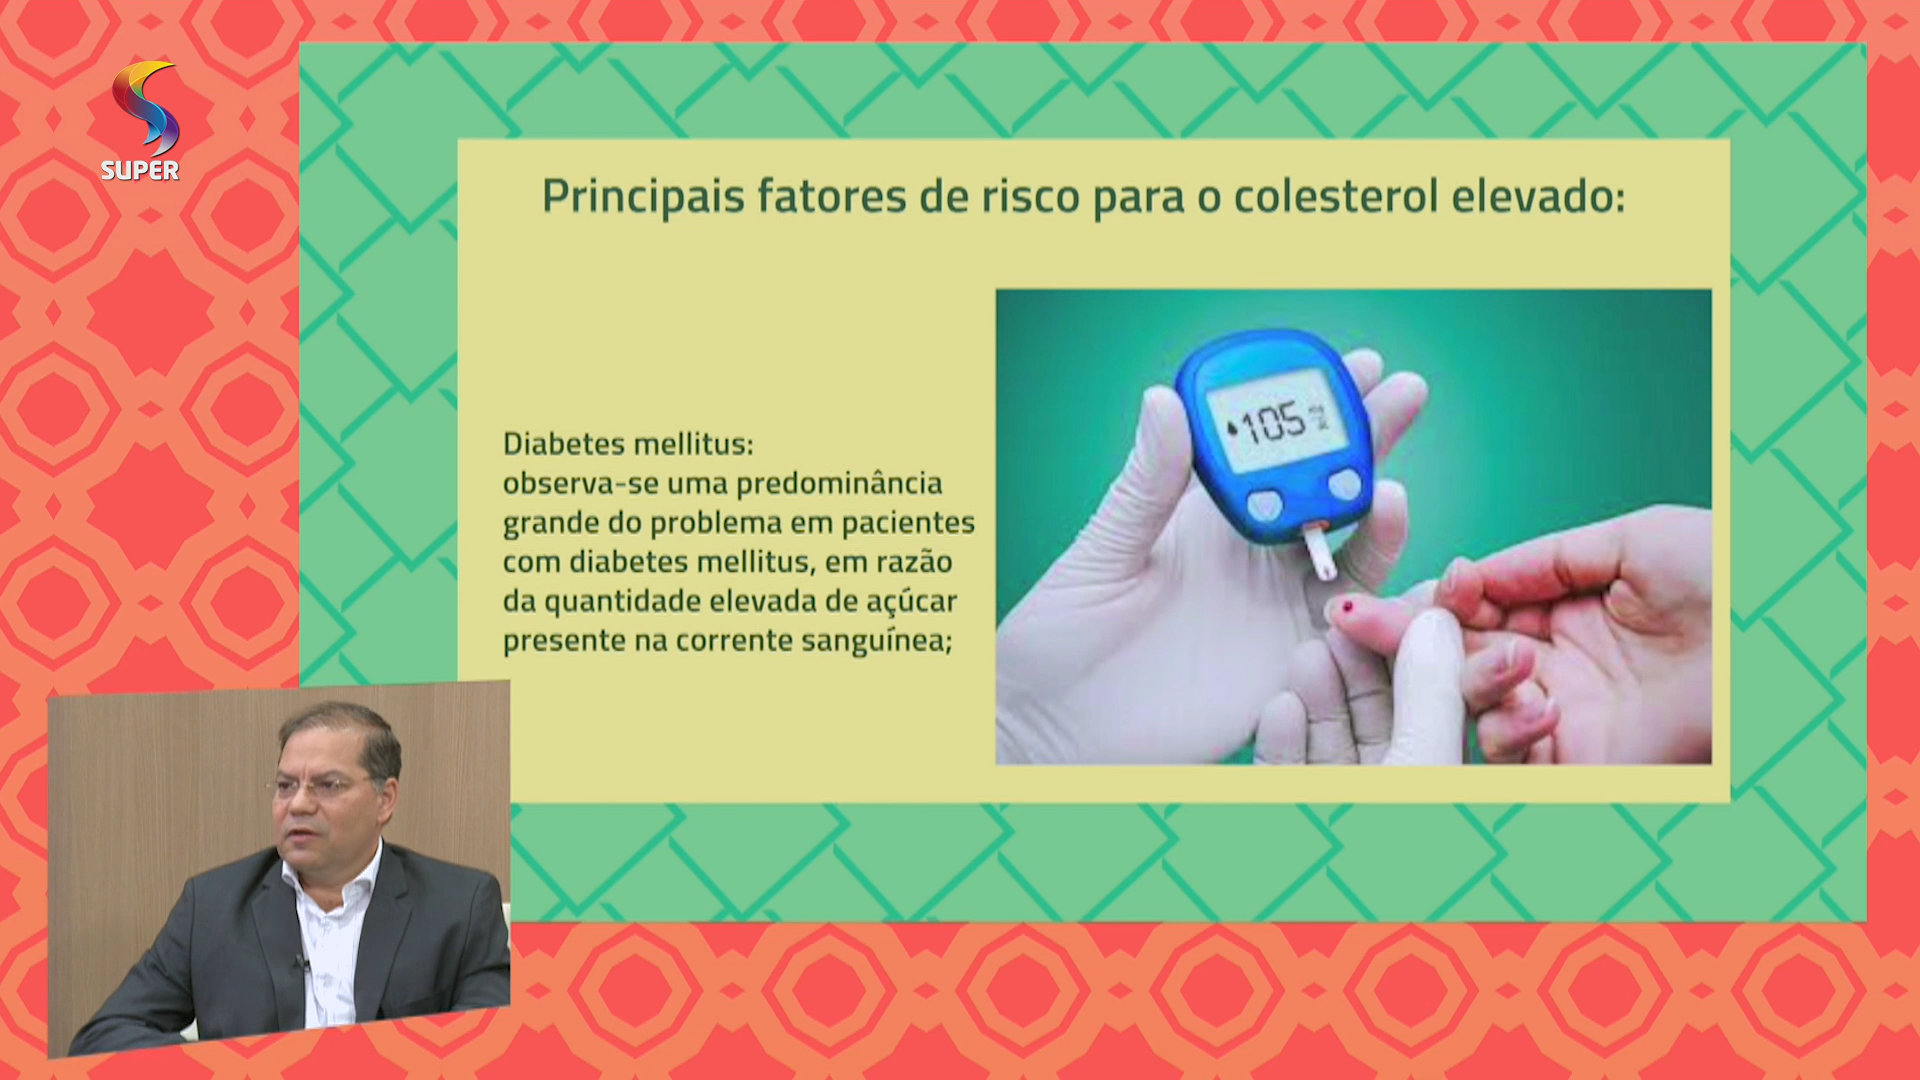 SUPER
Principais fatores de risco para o colesterol elevado:
105
Diabetes mellitus:
observa-se uma predominância
grande do problema em pacientes
com diabetes mellitus, em razão
da quantidade elevada de açúcar
presente na corrente sanguínea;